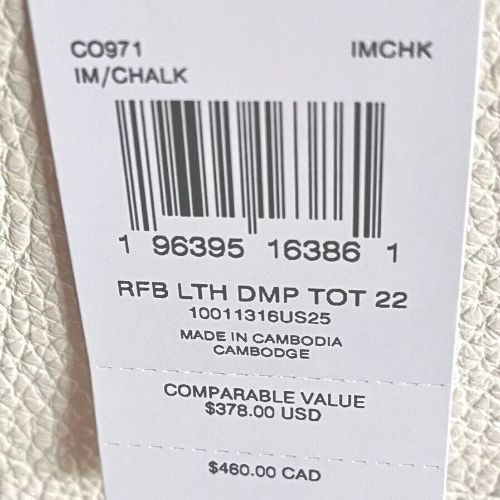 CO971 IMCHK
IM/CHALK
1 96395 16386 1
RFB LTH DMP TOT 22
10011316US25
MADE IN CAMBODIA
CAMBODGE
COMPARABLE VALUE
$378.00 USD
$460.00 CAD